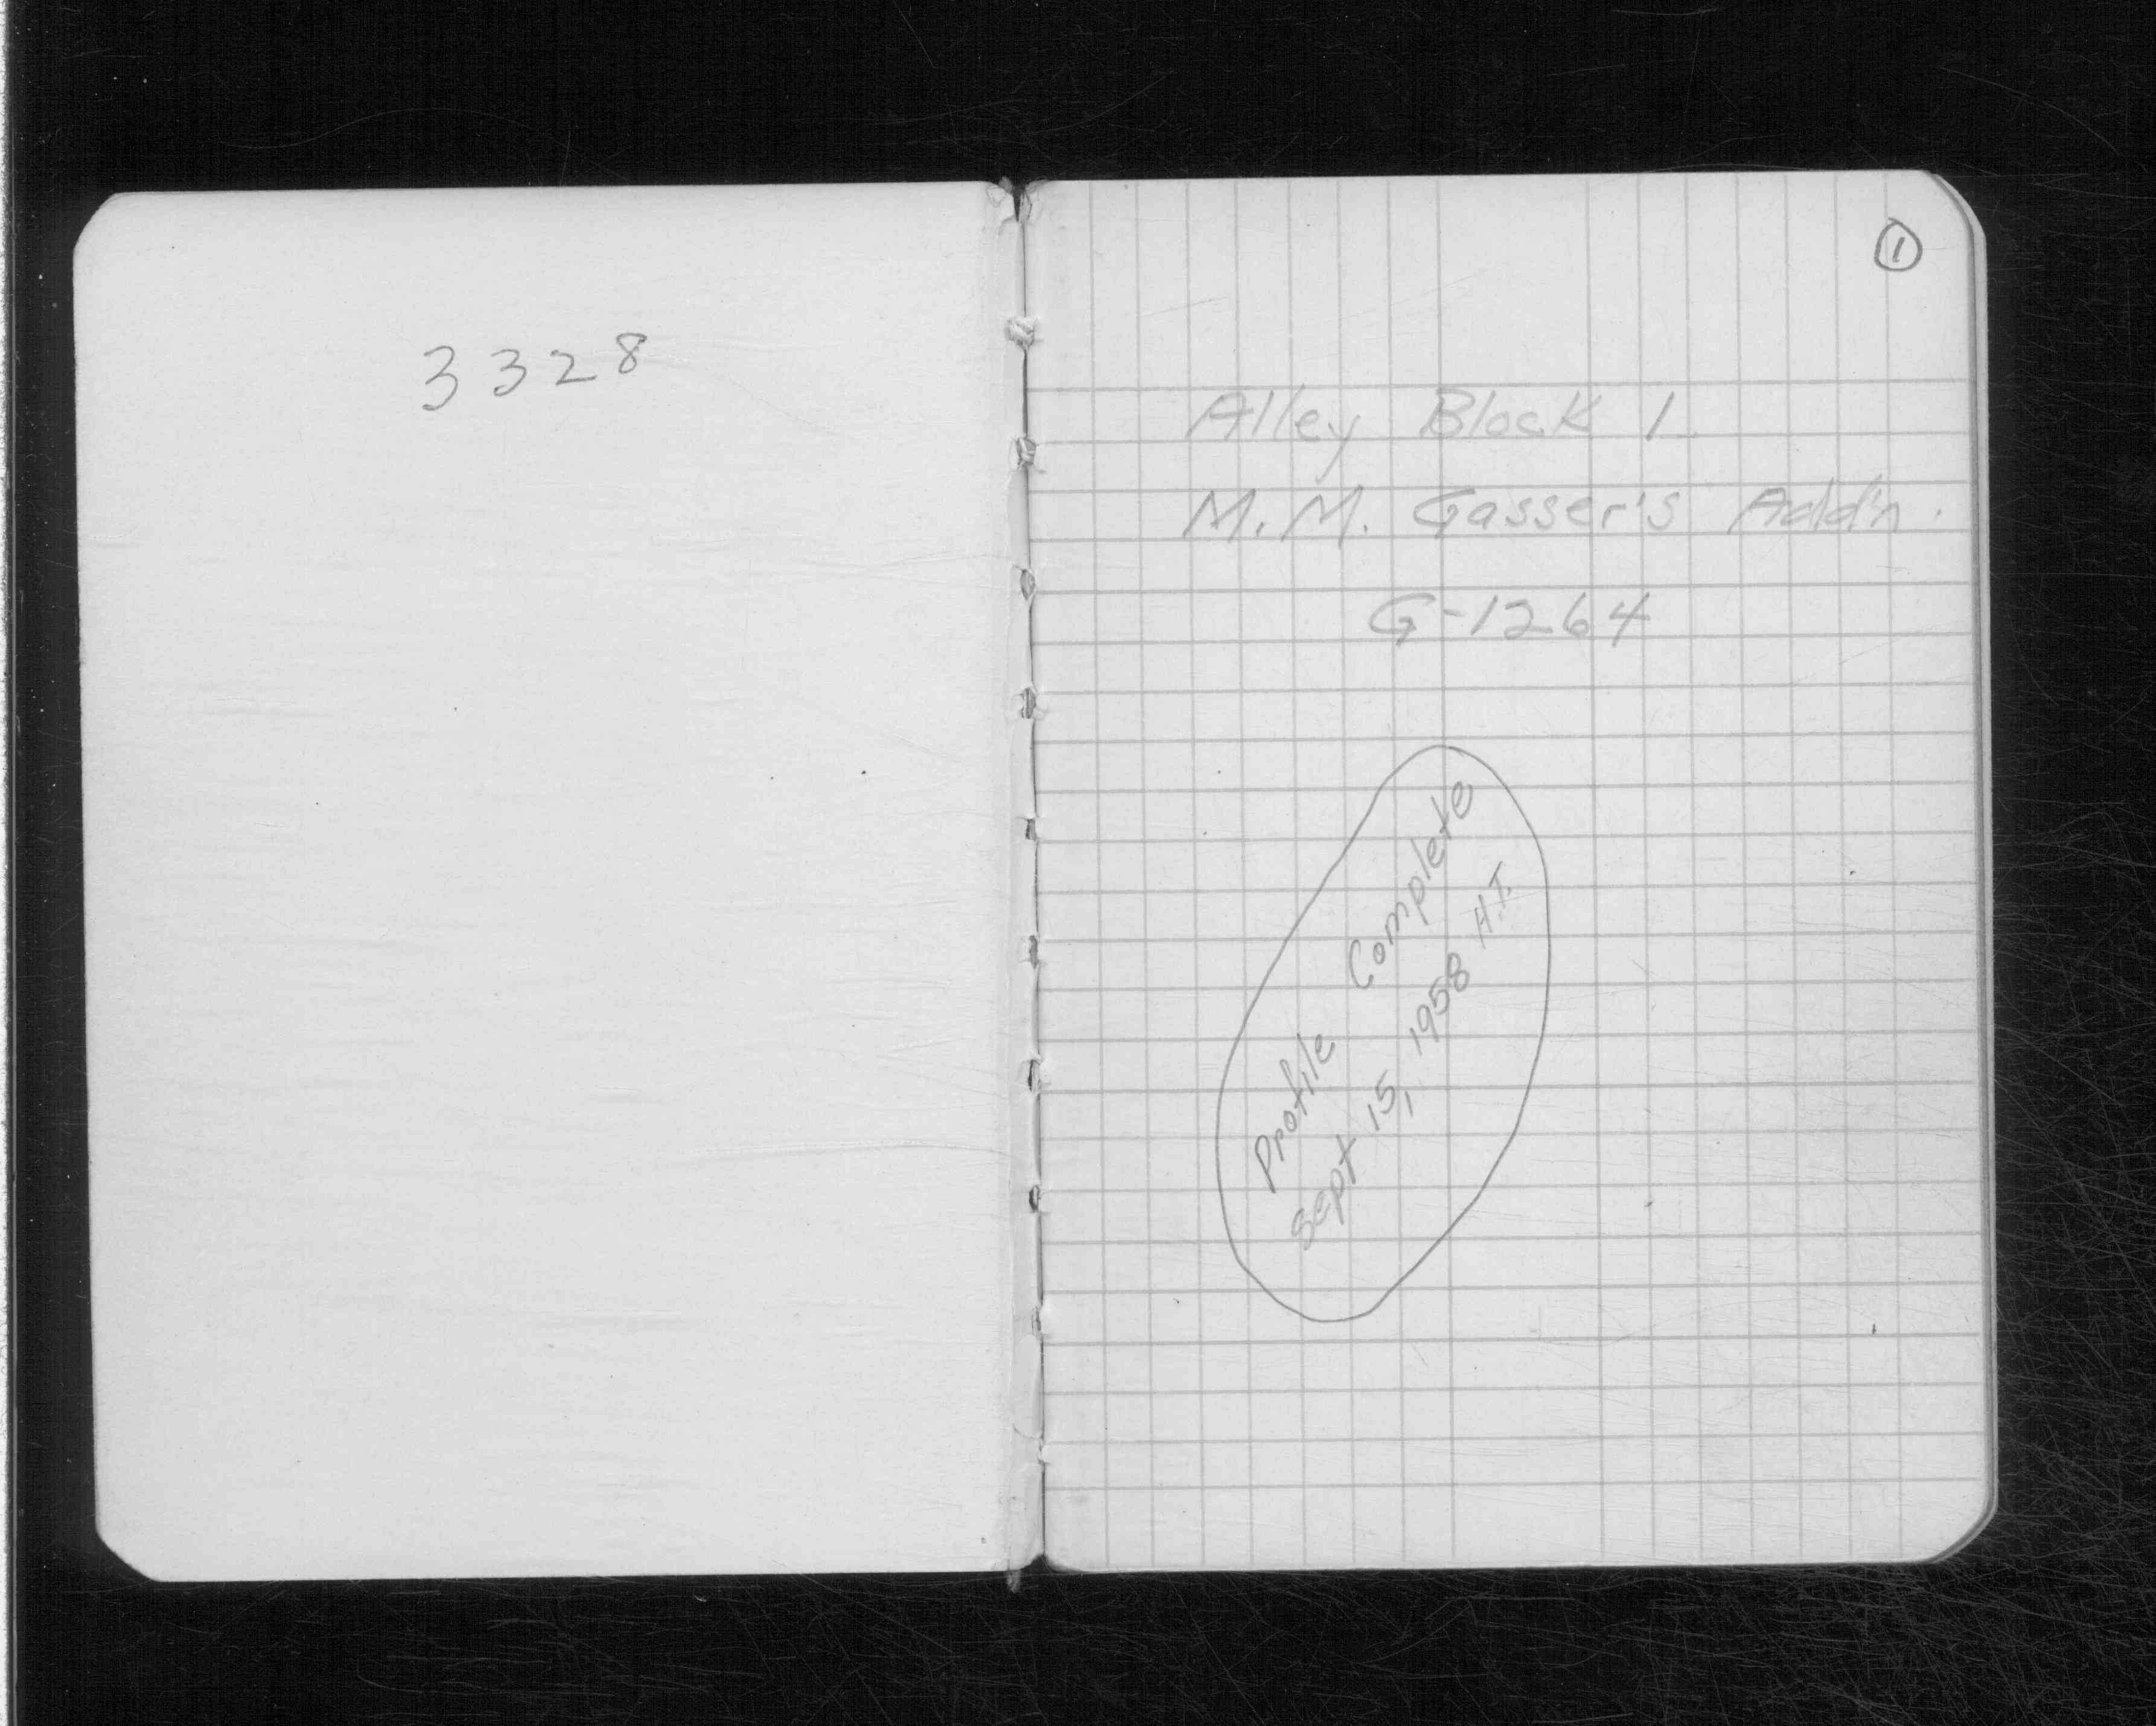 3328
1
Alley Block 1
M.M. Gasser's Add'n.
G-1264
Profile Complete
Sept 15, 1958 H.T.